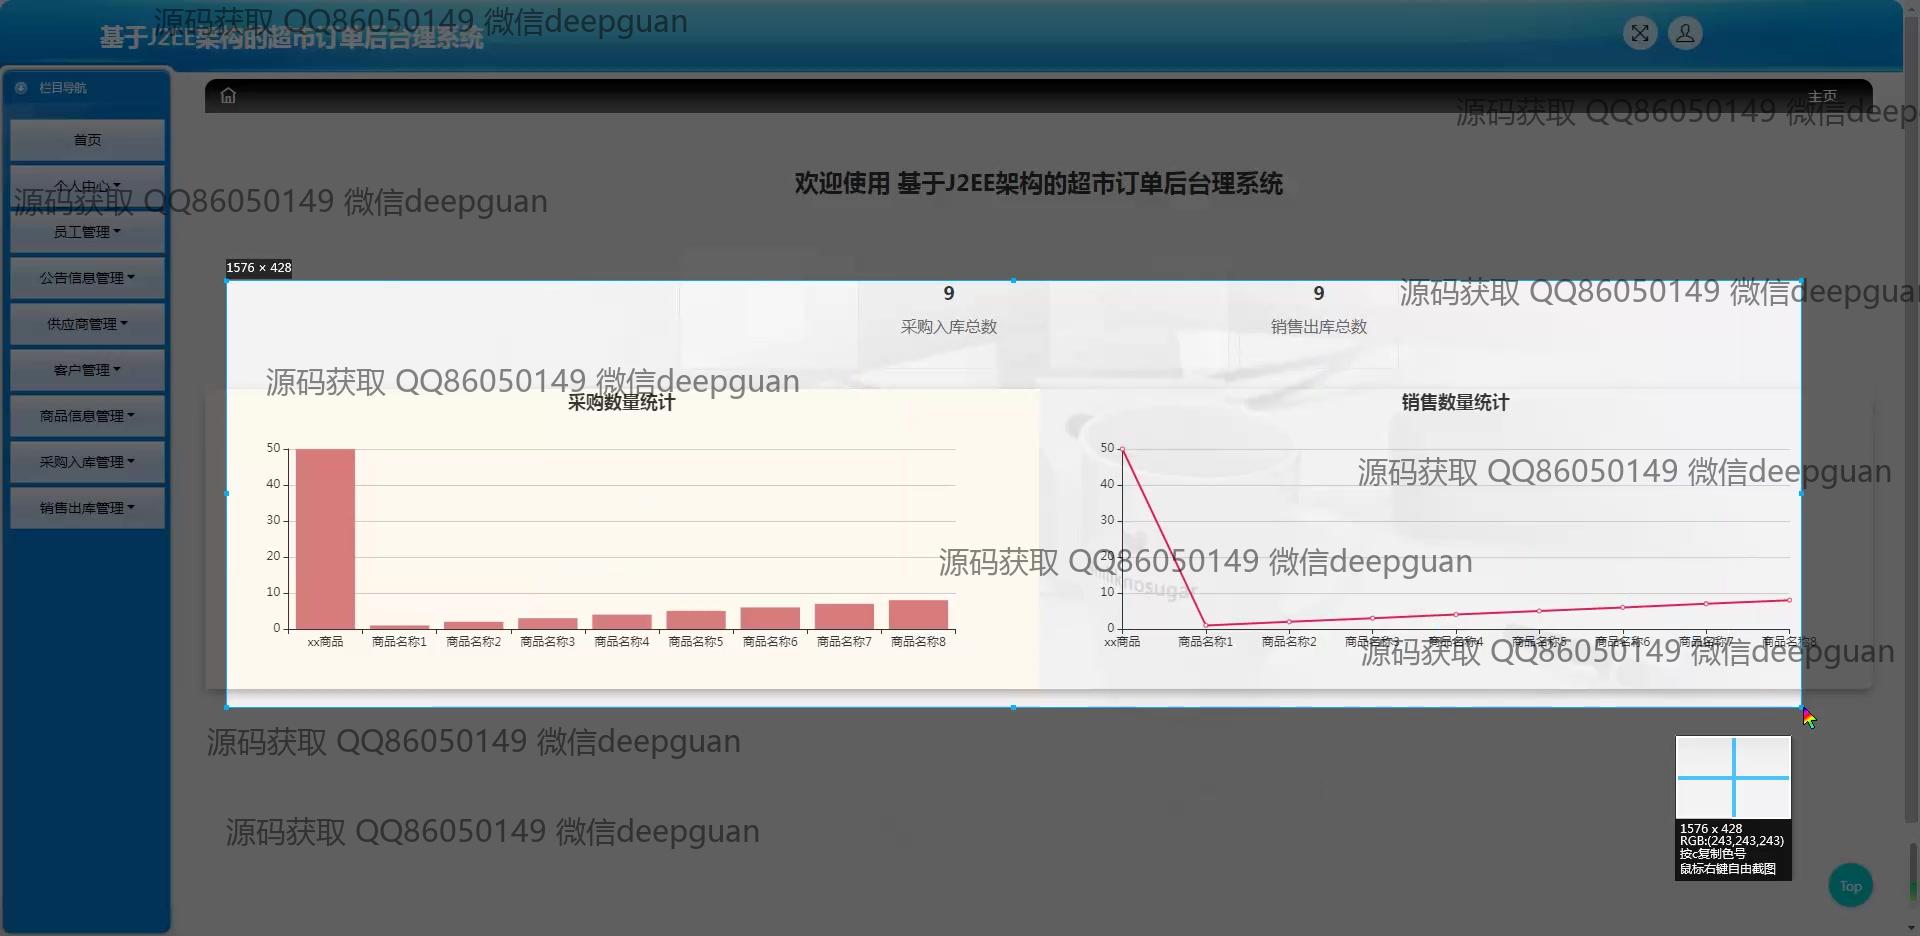 源码获取 QQ86050149 微信deepguan
基于J2EE架构的超市订单后台理系统
栏目导航
主页
源码获取 QQ86050149 微信deep
首页
个人中心
源码获取 QQ86050149 微信deepguan
员工管理
公告信息管理
供应商管理
客户管理
商品信息管理
采购入库管理
销售出库管理
欢迎使用 基于J2EE架构的超市订单后台理系统
1576 × 428
9
采购入库总数
9
销售出库总数
源码获取 QQ86050149 微信deepguan
源码获取 QQ86050149 微信deepguan
采购数量统计
50
40
30
20
10
0
xx商品 商品名称1 商品名称2 商品名称3 商品名称4 商品名称5 商品名称6 商品名称7 商品名称8
销售数量统计
源码获取 QQ86050149 微信deepguan
源码获取 QQ86050149 微信deepguan
50
40
30
20
10
0
nosugar
xx商品 商品名称1 商品名称2 商品名称3 商品名称4 商品名称5 商品名称6 商品名称7 商品名称8
源码获取 QQ86050149 微信deepguan
源码获取 QQ86050149 微信deepguan
源码获取 QQ86050149 微信deepguan
1576 x 428
RGB:(243,243,243)
按c复制色号
鼠标右键自由截图
Top